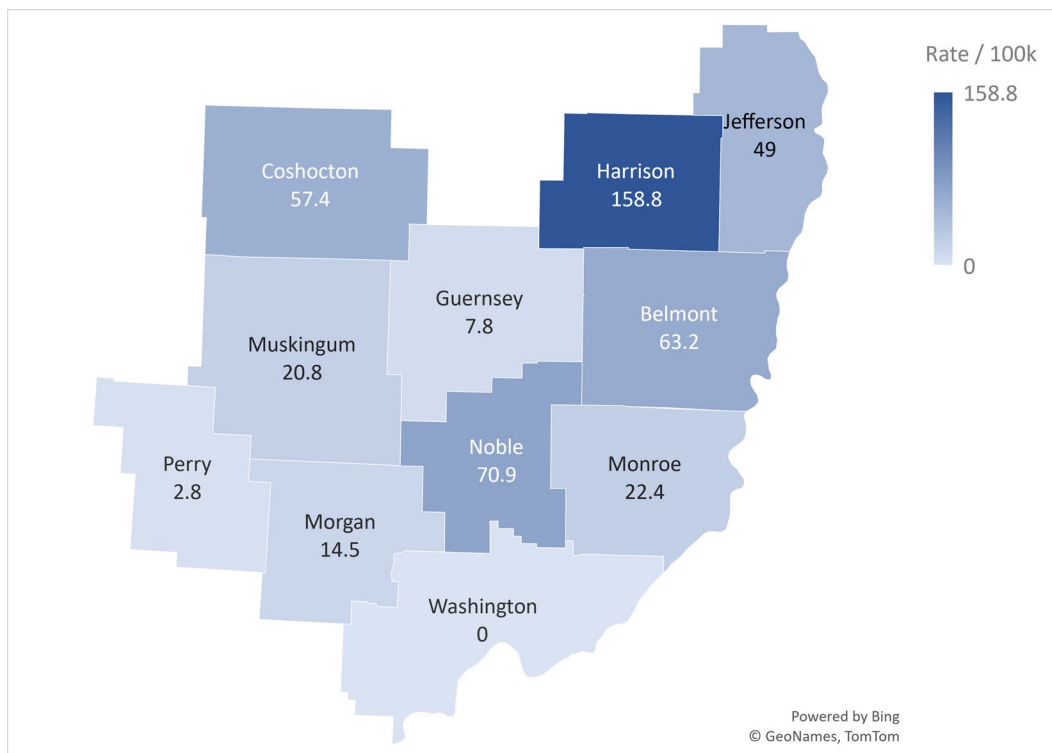 Rate / 100k
158.8
0
Jefferson
49
Coshocton
57.4
Harrison
158.8
Guernsey
7.8
Belmont
63.2
Muskingum
20.8
Noble
70.9
Monroe
22.4
Perry
2.8
Morgan
14.5
Washington
0
Powered by Bing
© GeoNames, TomTom